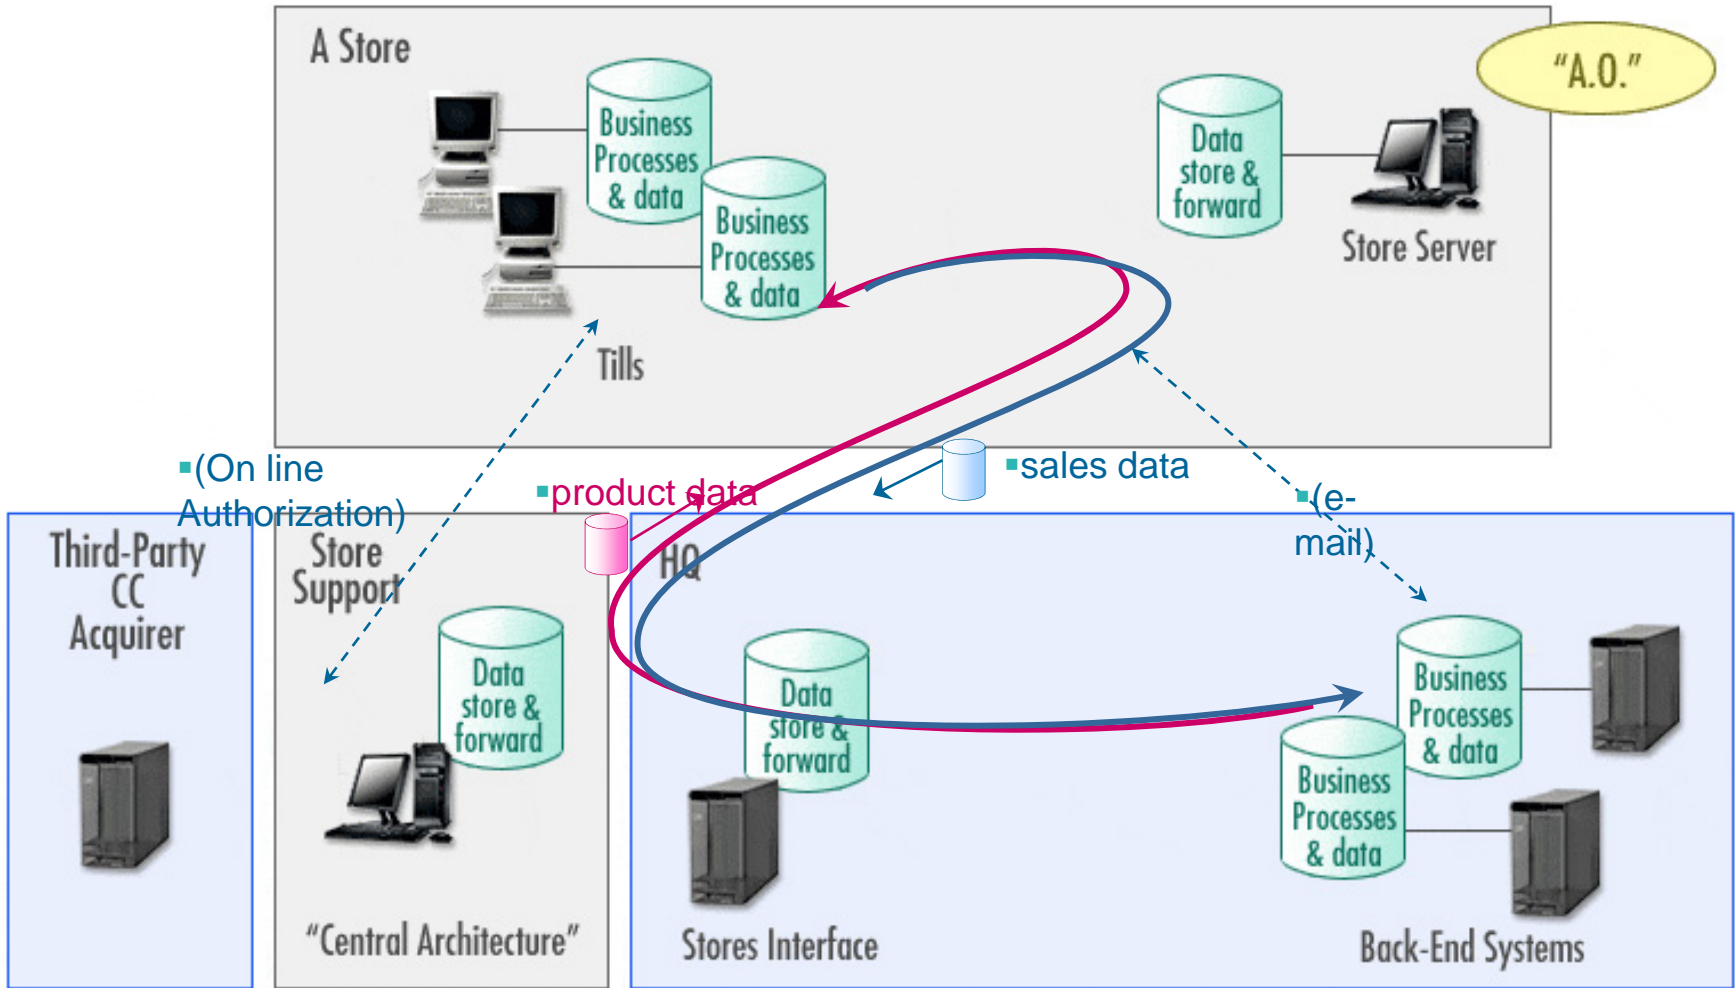 A Store
"A.O."
Business
Processes
& data
Business
Processes
& data
Data
store &
forward
Store Server
Tills
▪(On line
Authorization)
▪product data
▪sales data
▪(e-
mail)
Third-Party
CC
Acquirer
Store
Support
HQ
Data
store &
forward
Data
store &
forward
Business
Processes
& data
Business
Processes
& data
"Central Architecture"
Stores Interface
Back-End Systems